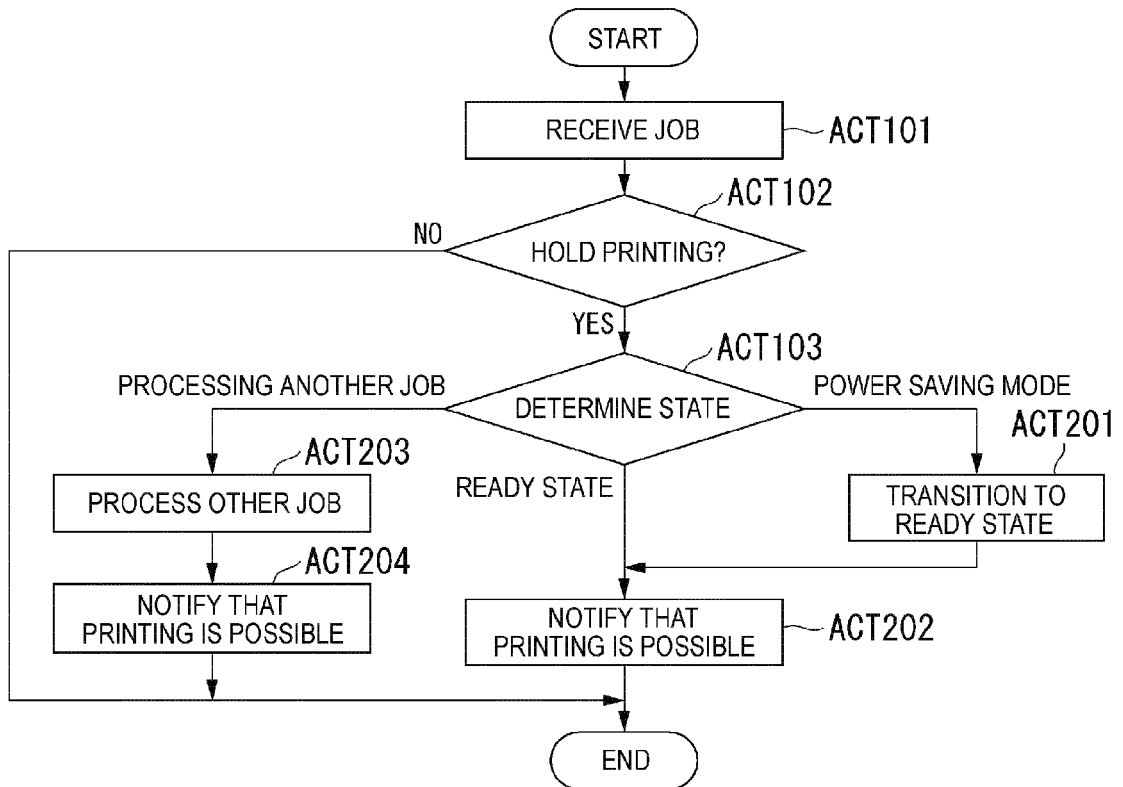 START
RECEIVE JOB
ACT101
ACT102
NO
HOLD PRINTING?
YES
ACT103
PROCESSING ANOTHER JOB
DETERMINE STATE
POWER SAVING MODE
ACT201
ACT203
READY STATE
PROCESS OTHER JOB
TRANSITION TO
READY STATE
ACT204
NOTIFY THAT
PRINTING IS POSSIBLE
NOTIFY THAT
PRINTING IS POSSIBLE
ACT202
END